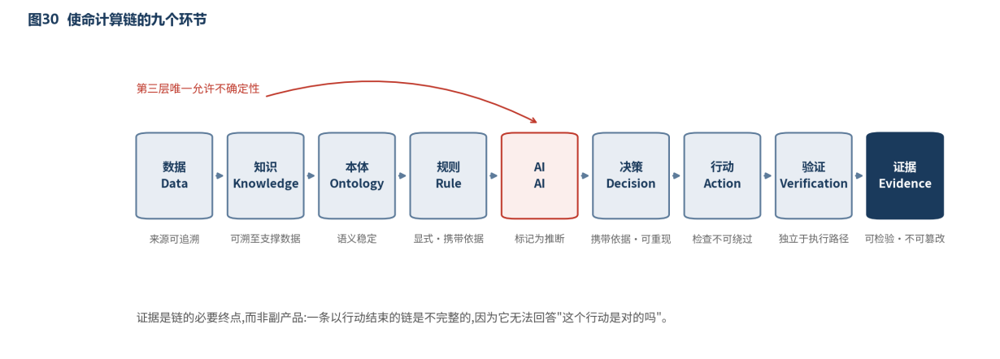 图30 使命计算链的九个环节
第三层唯一允许不确定性
数据
Data
知识
Knowledge
本体
Ontology
规则
Rule
AI
AI
决策
Decision
行动
Action
验证
Verification
证据
Evidence
来源可追溯
可溯至支撑数据
语义稳定
显式・携带依据
标记为推断
携带依据・可重现
检查不可绕过
独立于执行路径
可检验・不可篡改
证据是链的必要终点,而非副产品:一条以行动结束的链是不完整的,因为它无法回答"这个行动是对的吗"。